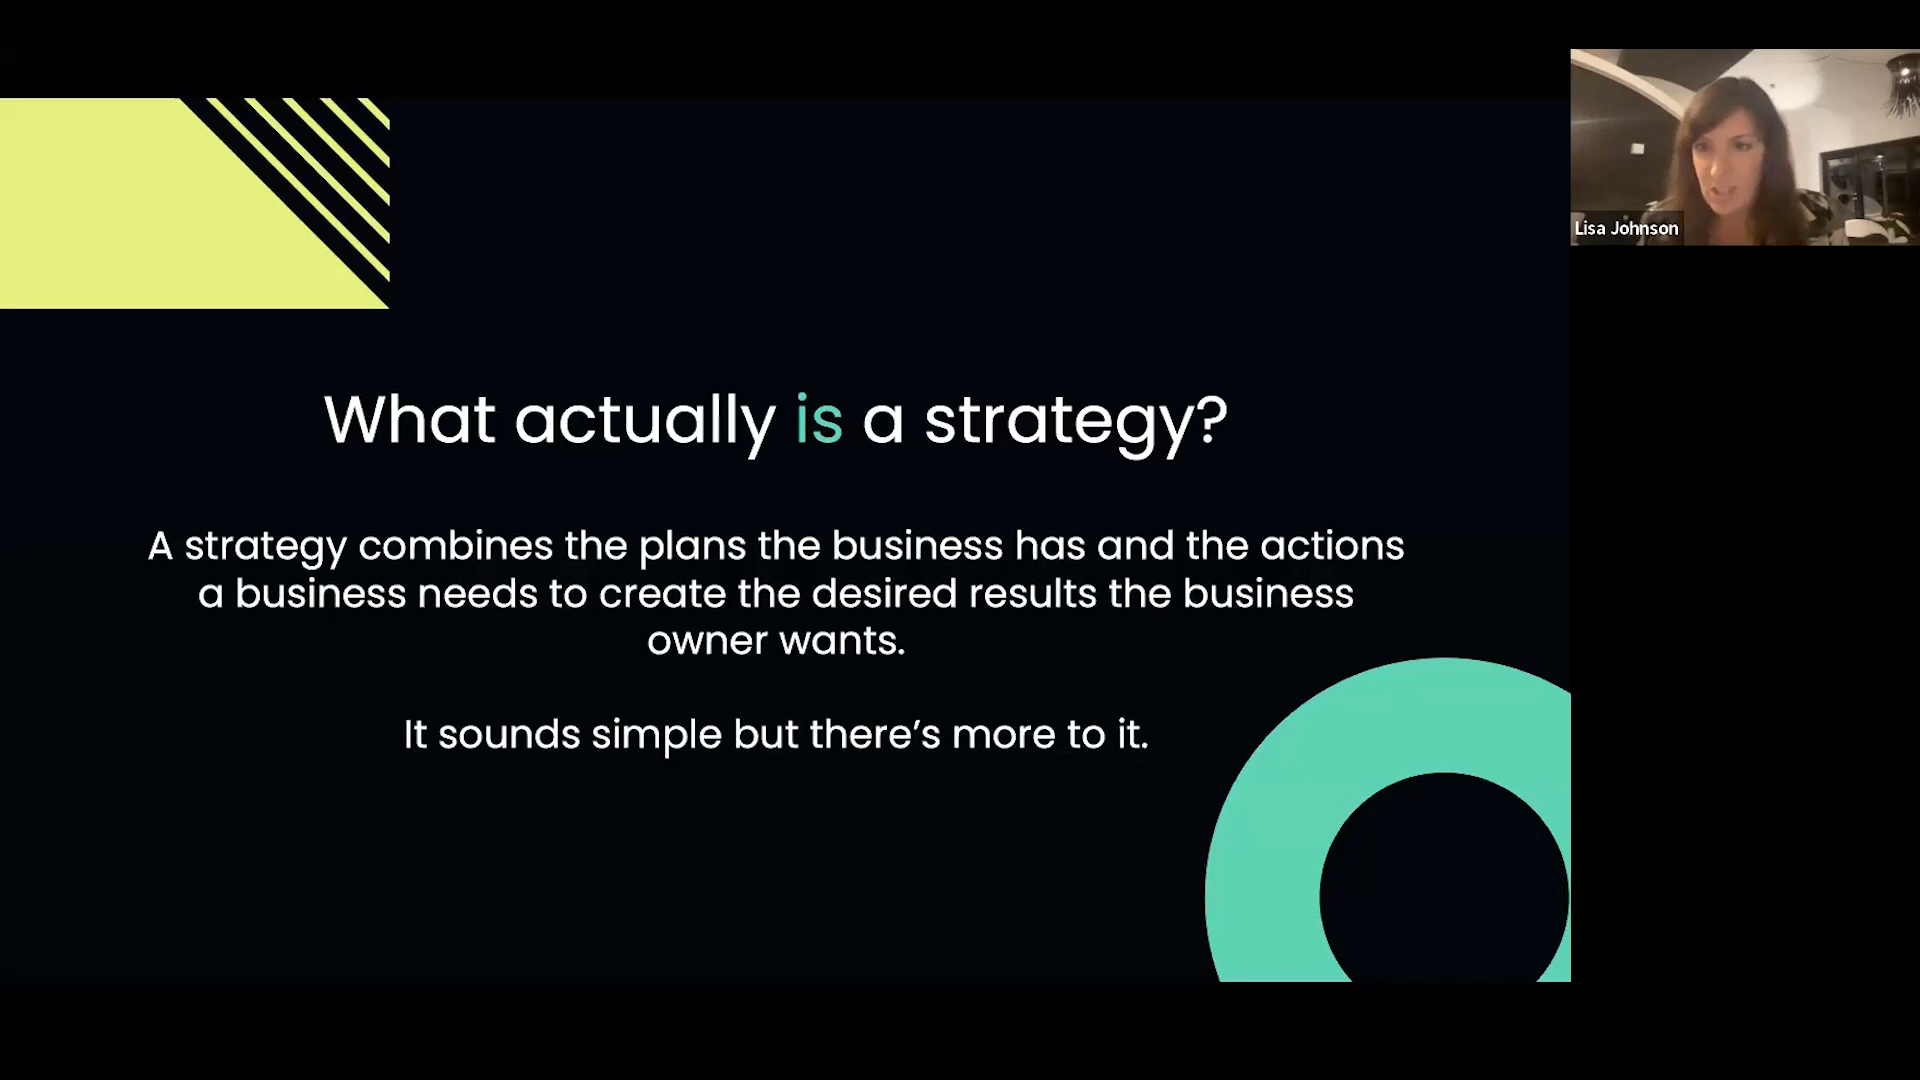 What actually is a strategy?
A strategy combines the plans the business has and the actions
a business needs to create the desired results the business
owner wants.
It sounds simple but there’s more to it.
Lisa Johnson